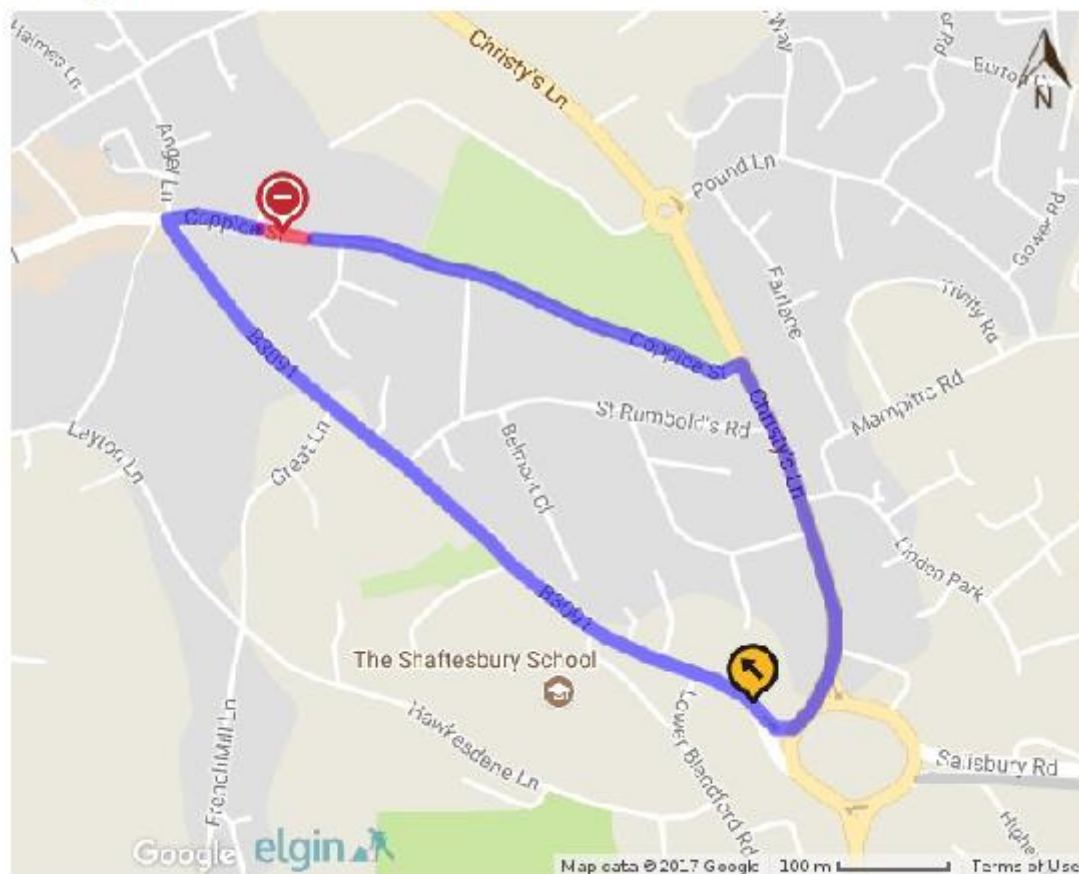 Christy's Ln
Haimes Ln
Angel Ln
N
Pound Ln
Gower Rd
Coppice St
Fairlane
Trinity Rd
B3091
Coppice St
Christy's Ln
Mampitts Rd
St Rumbold's Rd
Great Ln
Belmont Cl
Layton Ln
Linden Park
B3091
The Shaftesbury School
Lower Blandford Rd
Hawkesdene Ln
French Mill Ln
Salisbury Rd
Google elgin
Map data ©2017 Google 100 m Terms of Use